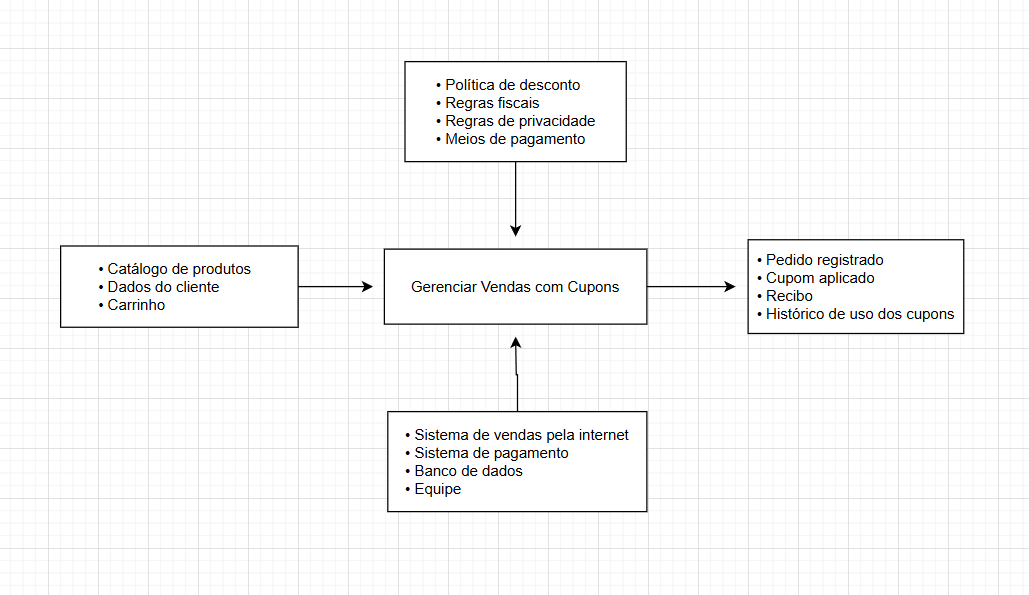 • Política de desconto
• Regras fiscais
• Regras de privacidade
• Meios de pagamento
• Catálogo de produtos
• Dados do cliente
• Carrinho
Gerenciar Vendas com Cupons
• Pedido registrado
• Cupom aplicado
• Recibo
• Histórico de uso dos cupons
• Sistema de vendas pela internet
• Sistema de pagamento
• Banco de dados
• Equipe